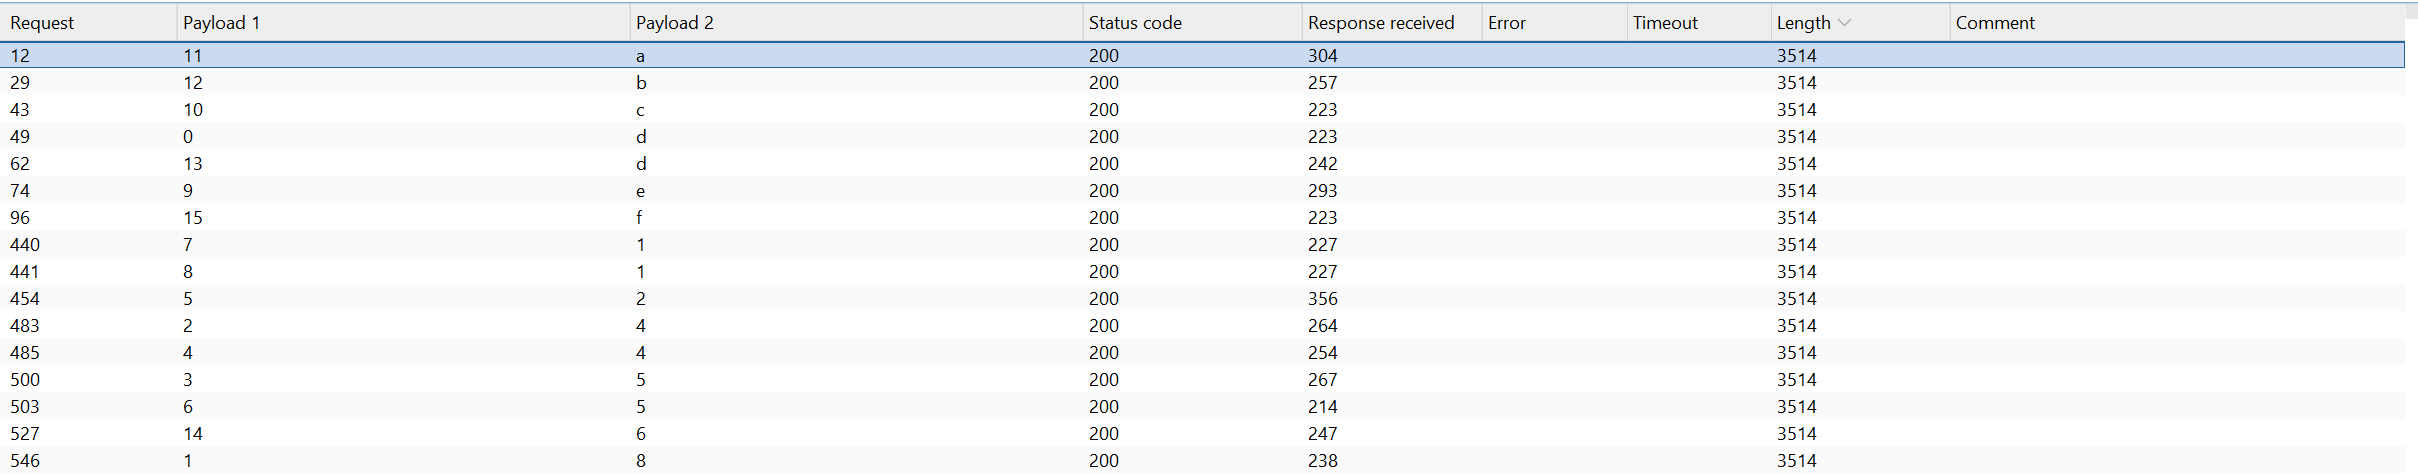 Request Payload 1 Payload 2 Status code Response received Error Timeout Length Comment
12 11 a 200 304 3514
29 12 b 200 257 3514
43 10 c 200 223 3514
49 0 d 200 223 3514
62 13 d 200 242 3514
74 9 e 200 293 3514
96 15 f 200 223 3514
440 7 1 200 227 3514
441 8 1 200 227 3514
454 5 2 200 356 3514
483 2 4 200 264 3514
485 4 4 200 254 3514
500 3 5 200 267 3514
503 6 5 200 214 3514
527 14 6 200 247 3514
546 1 8 200 238 3514